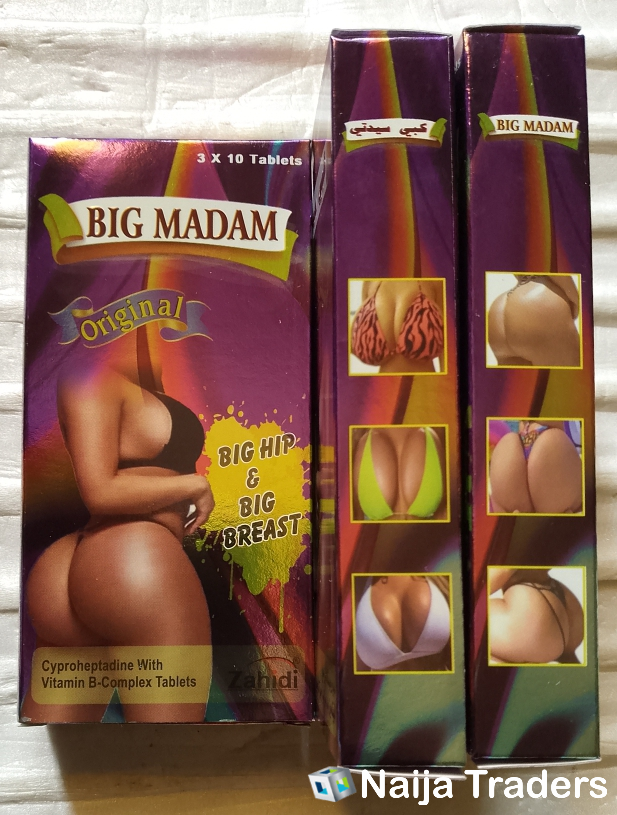 3 X 10 Tablets
BIG MADAM
Original
BIG HIP
&
BIG
BREAST
Cyproheptadine With
Vitamin B-Complex Tablets
Zahidi
كبي سيدتي
BIG MADAM
Naija Traders